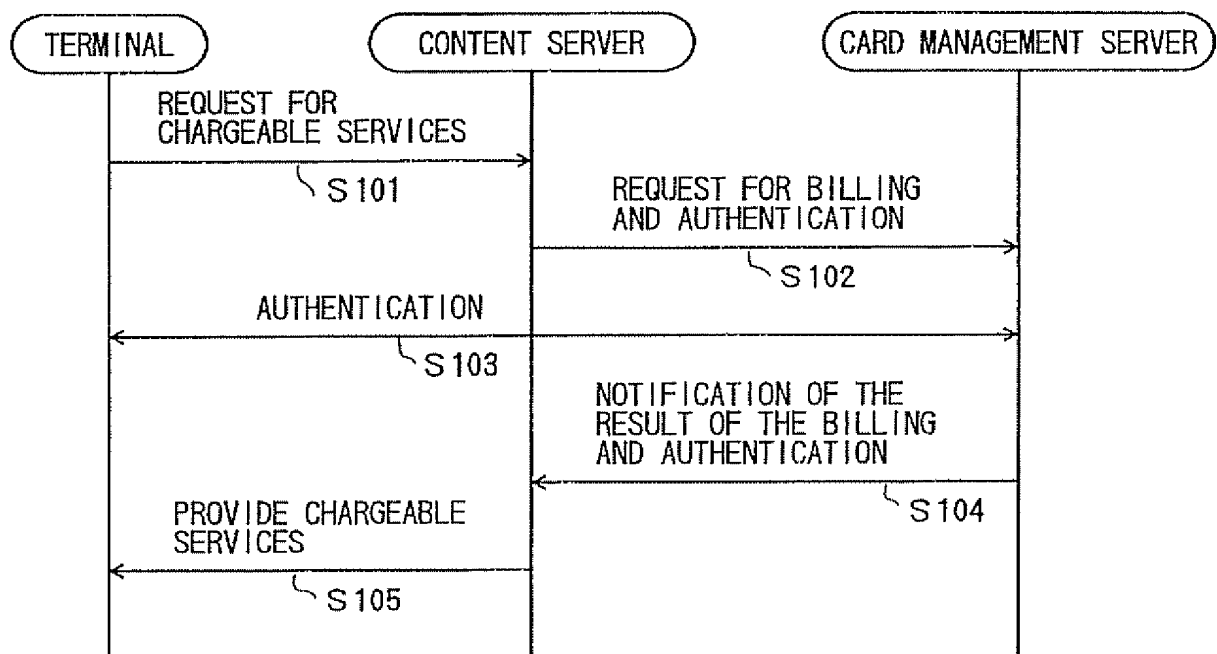 TERMINAL
CONTENT SERVER
CARD MANAGEMENT SERVER
REQUEST FOR
CHARGEABLE SERVICES
S101
REQUEST FOR BILLING
AND AUTHENTICATION
S102
AUTHENTICATION
S103
NOTIFICATION OF THE
RESULT OF THE BILLING
AND AUTHENTICATION
S104
PROVIDE CHARGEABLE
SERVICES
S105